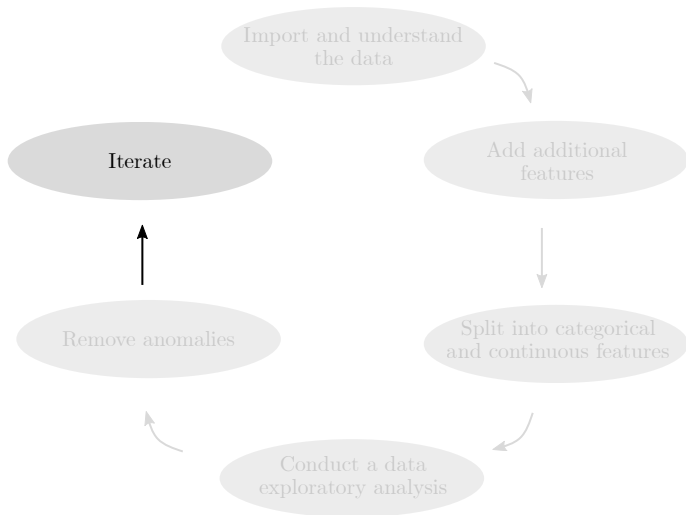 Import and understand
the data
Add additional
features
Iterate
Split into categorical
and continuous features
Remove anomalies
Conduct a data
exploratory analysis